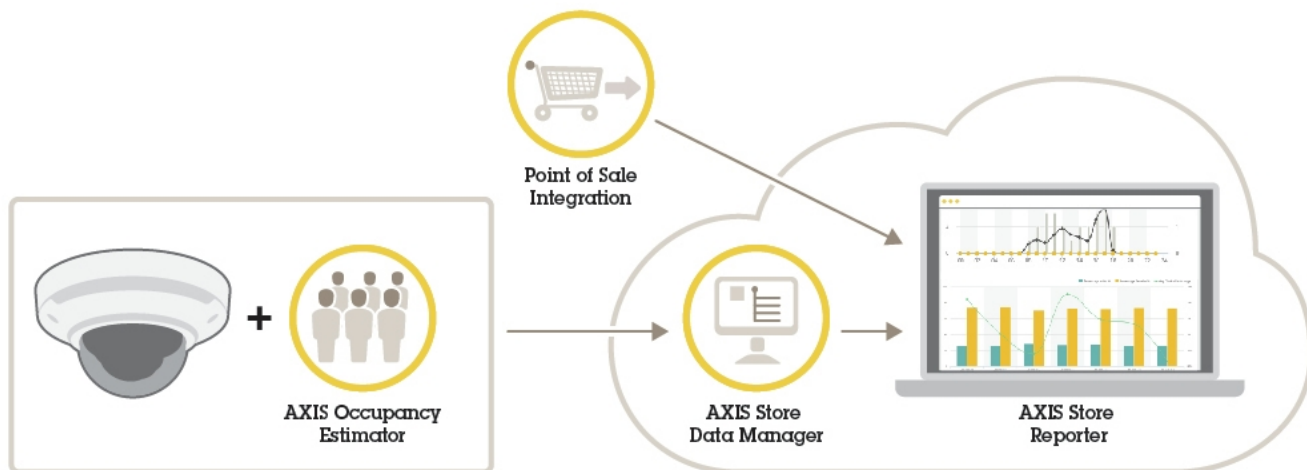 Point of Sale
Integration
+
AXIS Occupancy
Estimator
AXIS Store
Data Manager
AXIS Store
Reporter